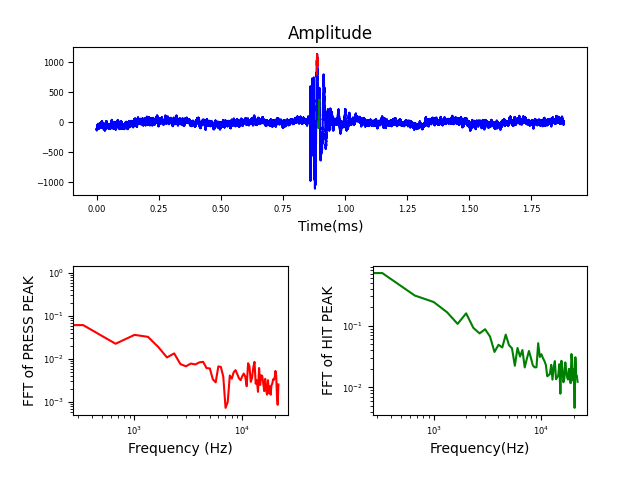 Amplitude
1000
500
0
−500
−1000
0.00 0.25 0.50 0.75 1.00 1.25 1.50 1.75
Time(ms)
FFT of PRESS PEAK
10⁰
10⁻¹
10⁻²
10⁻³
10³ 10⁴
Frequency (Hz)
FFT of HIT PEAK
10⁻¹
10⁻²
10³ 10⁴
Frequency(Hz)